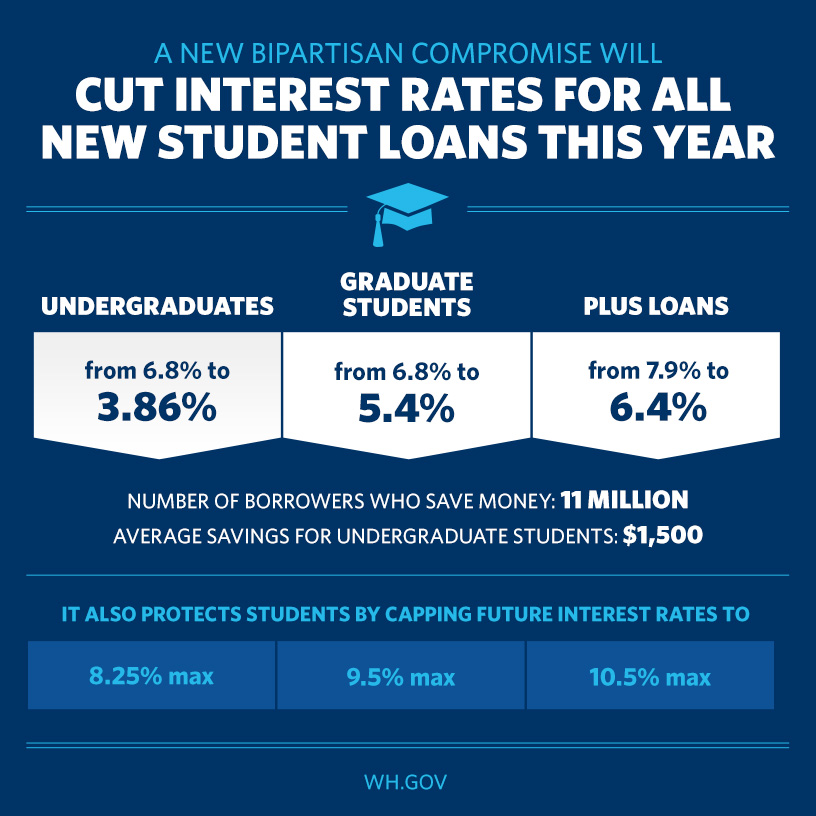 A NEW BIPARTISAN COMPROMISE WILL
CUT INTEREST RATES FOR ALL
NEW STUDENT LOANS THIS YEAR
UNDERGRADUATES
from 6.8% to
3.86%
GRADUATE
STUDENTS
from 6.8% to
5.4%
PLUS LOANS
from 7.9% to
6.4%
NUMBER OF BORROWERS WHO SAVE MONEY: 11 MILLION
AVERAGE SAVINGS FOR UNDERGRADUATE STUDENTS: $1,500
IT ALSO PROTECTS STUDENTS BY CAPPING FUTURE INTEREST RATES TO
8.25% max
9.5% max
10.5% max
WH.GOV